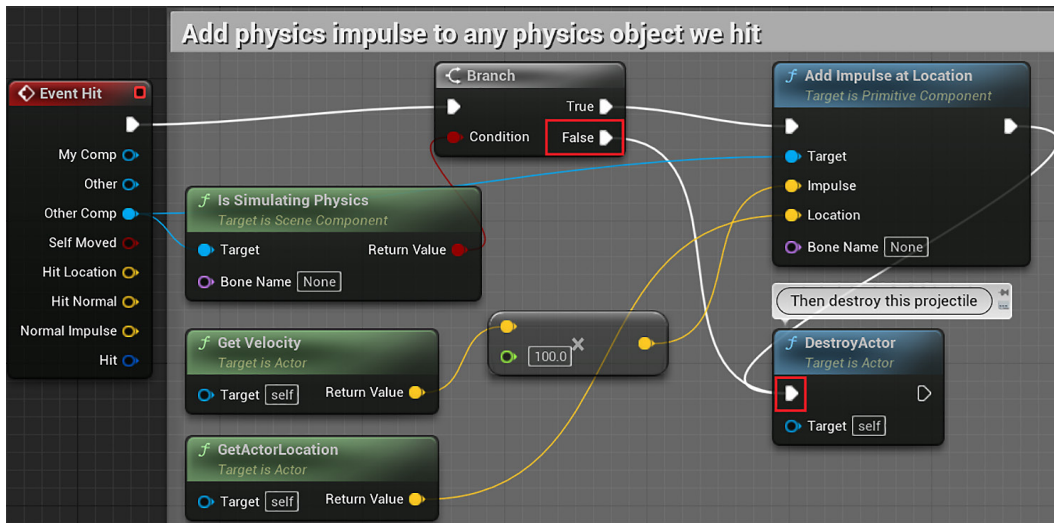 Add physics impulse to any physics object we hit
Event Hit
My Comp
Other
Other Comp
Self Moved
Hit Location
Hit Normal
Normal Impulse
Hit
Branch
True
Condition
False
Is Simulating Physics
Target is Scene Component
Target
Return Value
Bone Name None
Get Velocity
Target is Actor
Target self
Return Value
100.0
GetActorLocation
Target is Actor
Target self
Return Value
Add Impulse at Location
Target is Primitive Component
Target
Impulse
Location
Bone Name None
Then destroy this projectile
DestroyActor
Target is Actor
Target self